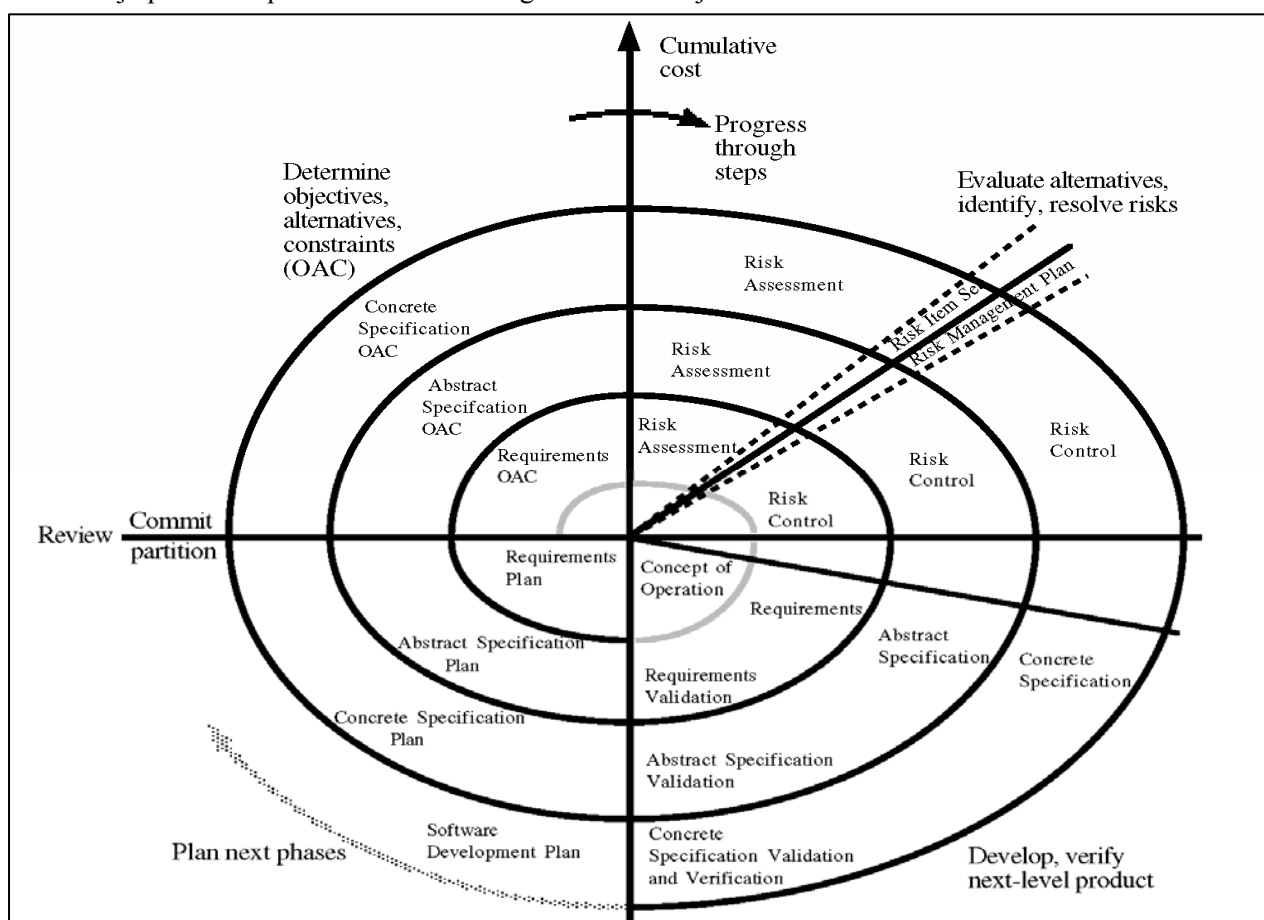 Cumulative
cost
Progress
through
steps
Determine
objectives,
alternatives,
constraints
(OAC)
Evaluate alternatives,
identify, resolve risks
Risk
Assessment
Risk Item Set
Risk Management Plan
Concrete
Specification
OAC
Risk
Assessment
Abstract
Specifcation
OAC
Risk
Assessment
Requirements
OAC
Risk
Control
Risk
Control
Risk
Control
Review
Commit
partition
Requirements
Plan
Concept of
Operation
Requirements
Abstract
Specification
Concrete
Specification
Abstract Specification
Plan
Requirements
Validation
Concrete Specification
Plan
Abstract Specification
Validation
Plan next phases
Software
Development Plan
Concrete
Specification Validation
and Verification
Develop, verify
next-level product